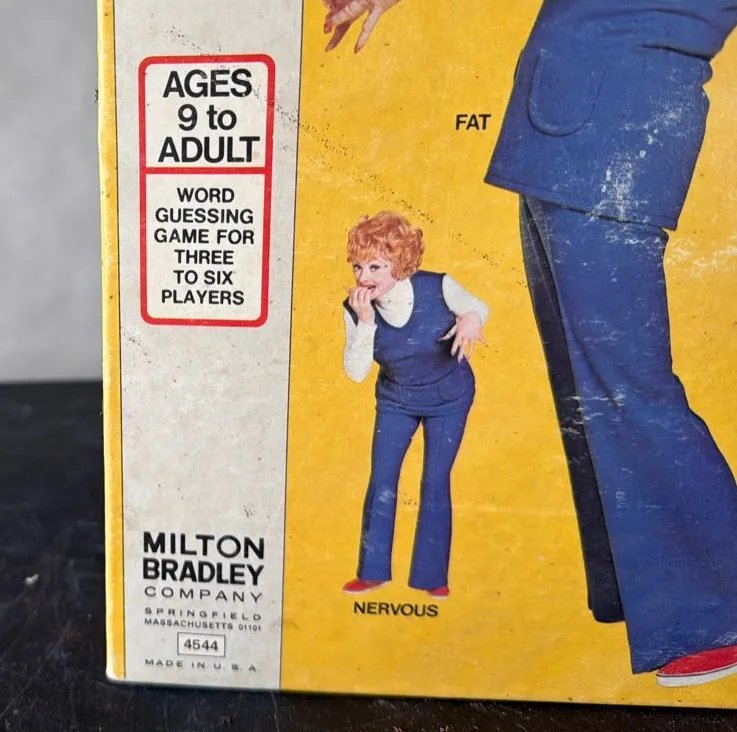 AGES
9 to
ADULT
WORD
GUESSING
GAME FOR
THREE
TO SIX
PLAYERS
MILTON
BRADLEY
COMPANY
SPRINGFIELD
MASSACHUSETTS 01101
4544
MADE IN U.S.A.
FAT
NERVOUS